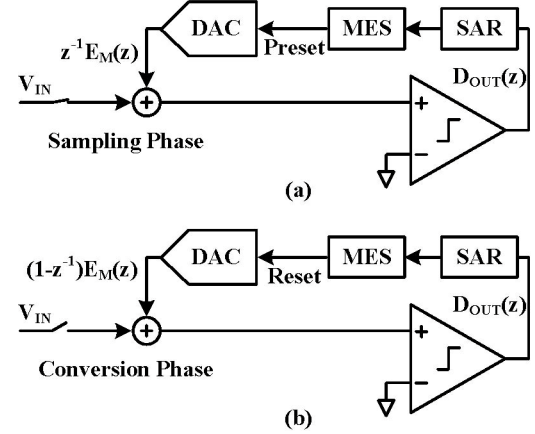 DAC
MES
SAR
Preset
z⁻¹E_M(z)
D_OUT(z)
V_IN
+
+
−
Sampling Phase
(a)
DAC
MES
SAR
Reset
(1-z⁻¹)E_M(z)
D_OUT(z)
V_IN
+
+
−
Conversion Phase
(b)